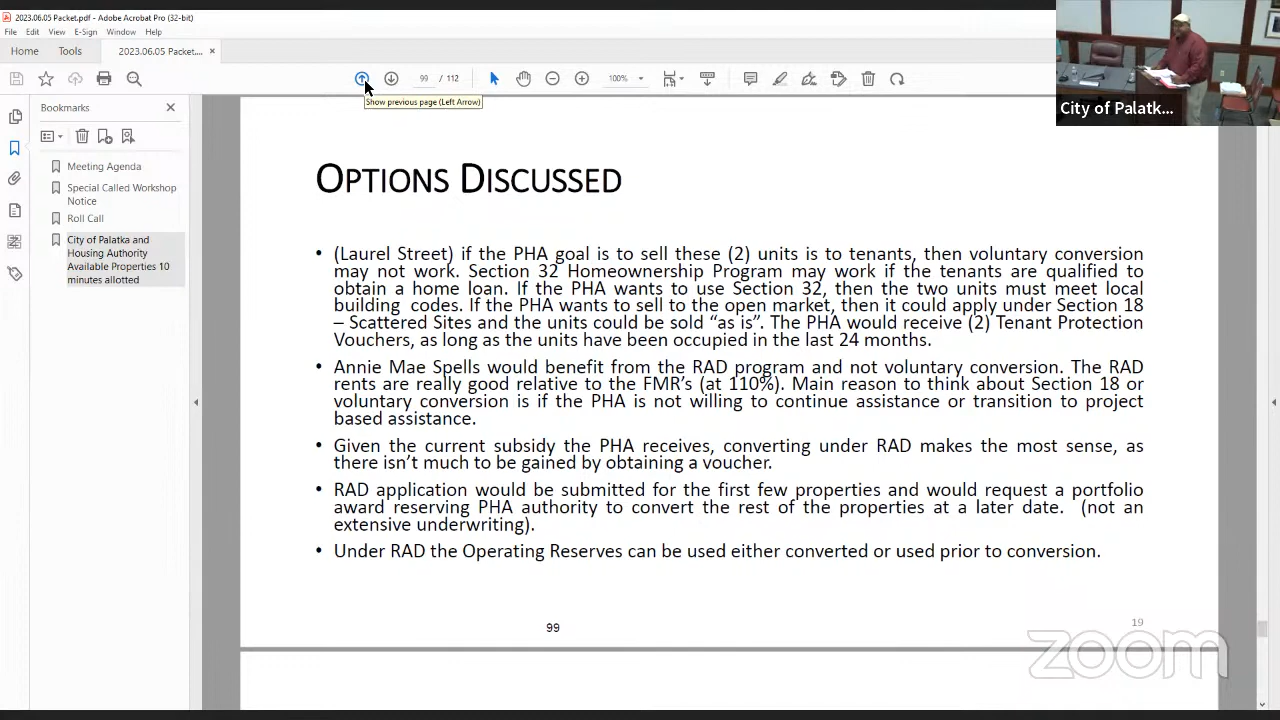 2023.06.05 Packet.pdf - Adobe Acrobat Pro (32-bit)
File Edit View E-Sign Window Help
Home Tools 2023.06.05 Packet.... ×
99 / 112 100%
Show previous page (Left Arrow)
City of Palatk...
Bookmarks
Meeting Agenda
Special Called Workshop
Notice
Roll Call
City of Palatka and
Housing Authority
Available Properties 10
minutes allotted
OPTIONS DISCUSSED
• (Laurel Street) if the PHA goal is to sell these (2) units is to tenants, then voluntary conversion
may not work. Section 32 Homeownership Program may work if the tenants are qualified to
obtain a home loan. If the PHA wants to use Section 32, then the two units must meet local
building codes. If the PHA wants to sell to the open market, then it could apply under Section 18
– Scattered Sites and the units could be sold “as is”. The PHA would receive (2) Tenant Protection
Vouchers, as long as the units have been occupied in the last 24 months.
• Annie Mae Spells would benefit from the RAD program and not voluntary conversion. The RAD
rents are really good relative to the FMR’s (at 110%). Main reason to think about Section 18 or
voluntary conversion is if the PHA is not willing to continue assistance or transition to project
based assistance.
• Given the current subsidy the PHA receives, converting under RAD makes the most sense, as
there isn’t much to be gained by obtaining a voucher.
• RAD application would be submitted for the first few properties and would request a portfolio
award reserving PHA authority to convert the rest of the properties at a later date. (not an
extensive underwriting).
• Under RAD the Operating Reserves can be used either converted or used prior to conversion.
99
19
zoom